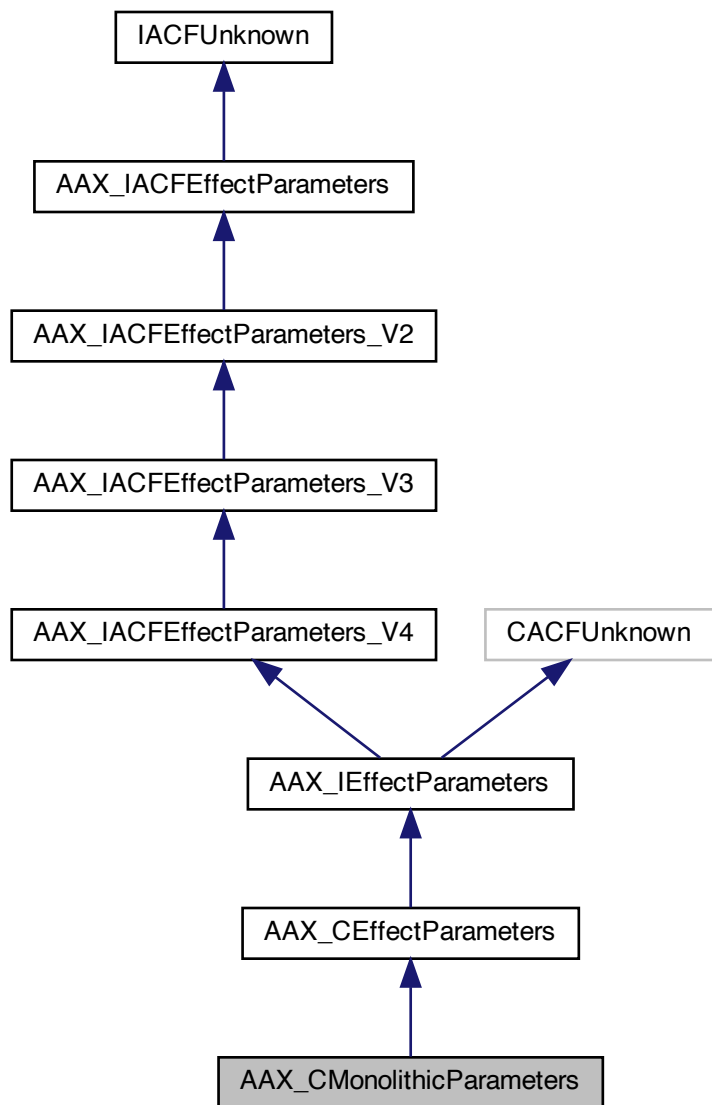 IACFUnknown
AAX_IACFEffectParameters
AAX_IACFEffectParameters_V2
AAX_IACFEffectParameters_V3
AAX_IACFEffectParameters_V4
CACFUnknown
AAX_IEffectParameters
AAX_CEffectParameters
AAX_CMonolithicParameters